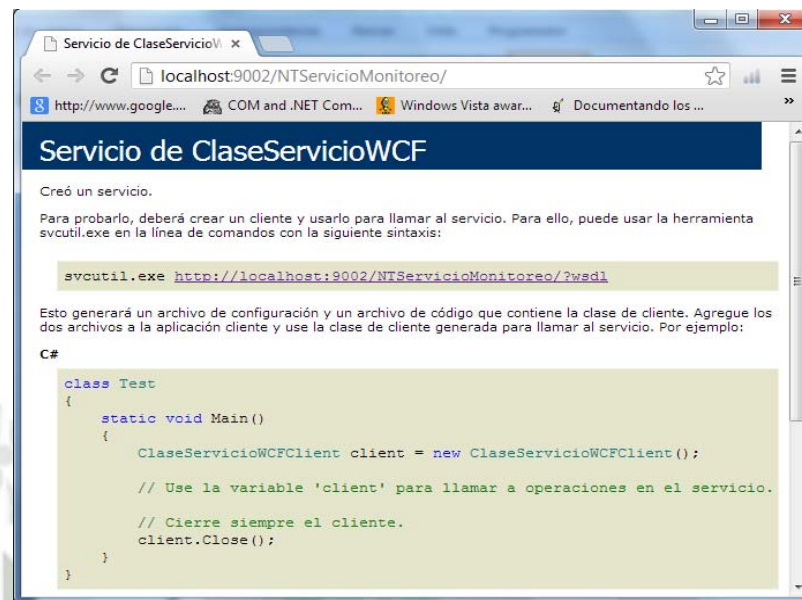 Servicio de ClaseServicioW
localhost:9002/NTServicioMonitoreo/
http://www.google.... COM and .NET Com... Windows Vista awar... Documentando los ... »
Servicio de ClaseServicioWCF
Creó un servicio.
Para probarlo, deberá crear un cliente y usarlo para llamar al servicio. Para ello, puede usar la herramienta
svcutil.exe en la línea de comandos con la siguiente sintaxis:
svcutil.exe http://localhost:9002/NTServicioMonitoreo/?wsdl
Esto generará un archivo de configuración y un archivo de código que contiene la clase de cliente. Agregue los
dos archivos a la aplicación cliente y use la clase de cliente generada para llamar al servicio. Por ejemplo:
C#
class Test
{
static void Main()
{
ClaseServicioWCFClient client = new ClaseServicioWCFClient();
// Use la variable 'client' para llamar a operaciones en el servicio.
// Cierre siempre el cliente.
client.Close();
}
}